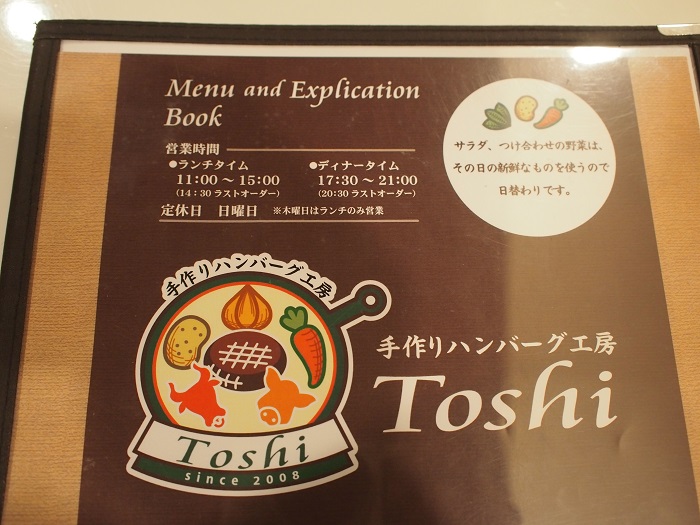 Menu and Explication
Book
営業時間
●ランチタイム
11:00～15:00
(14:30 ラストオーダー)
●ディナータイム
17:30～21:00
(20:30 ラストオーダー)
定休日 日曜日 ※木曜日はランチのみ営業
サラダ、つけ合わせの野菜は、
その日の新鮮なものを使うので
日替わりです。
手作りハンバーグ工房
Toshi
since 2008
手作りハンバーグ工房
Toshi